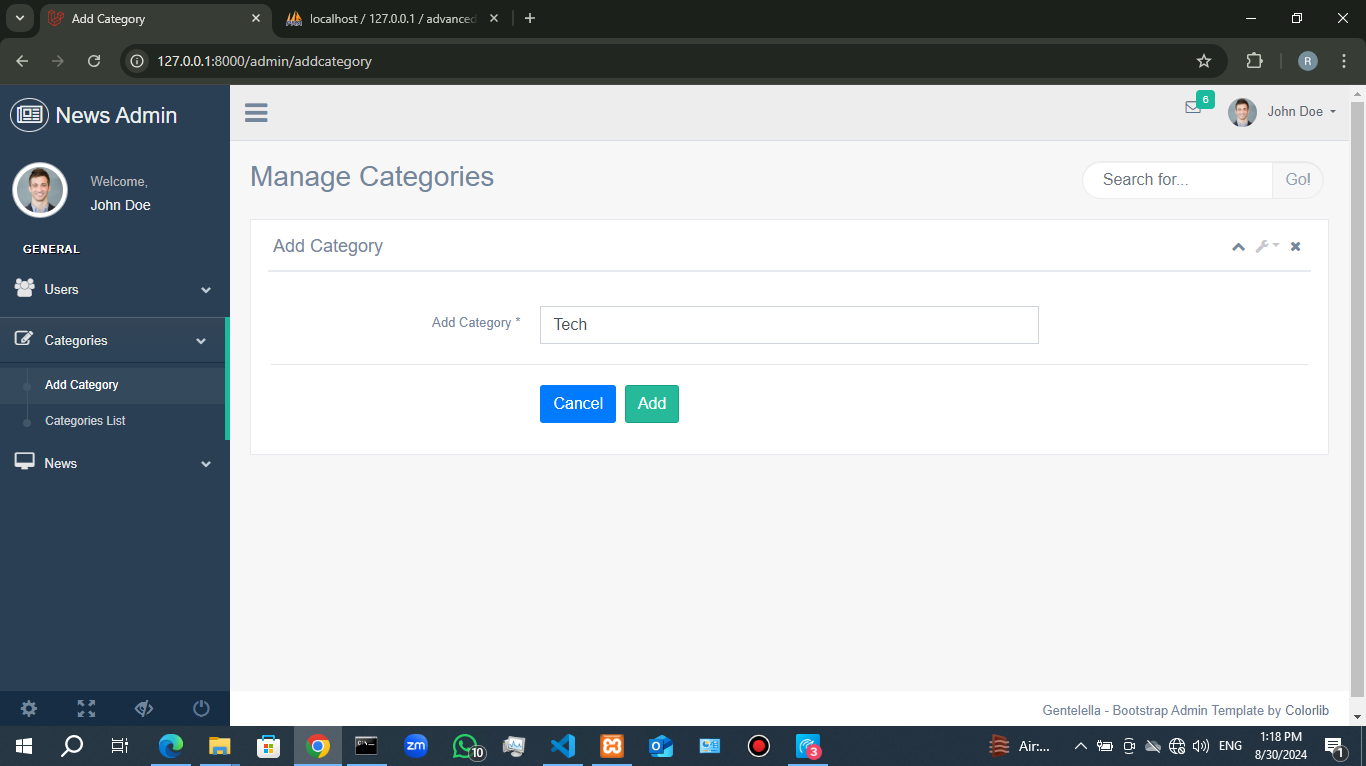 Add Category
localhost / 127.0.0.1 / advanced
127.0.0.1:8000/admin/addcategory
R
News Admin
6
John Doe
Welcome,
John Doe
Manage Categories
Search for...
Go!
GENERAL
Add Category
Users
Categories
Add Category *
Tech
Add Category
Cancel
Add
Categories List
News
Gentelella - Bootstrap Admin Template by Colorlib
zm
10
3
Air:...
ENG
1:18 PM
8/30/2024
1